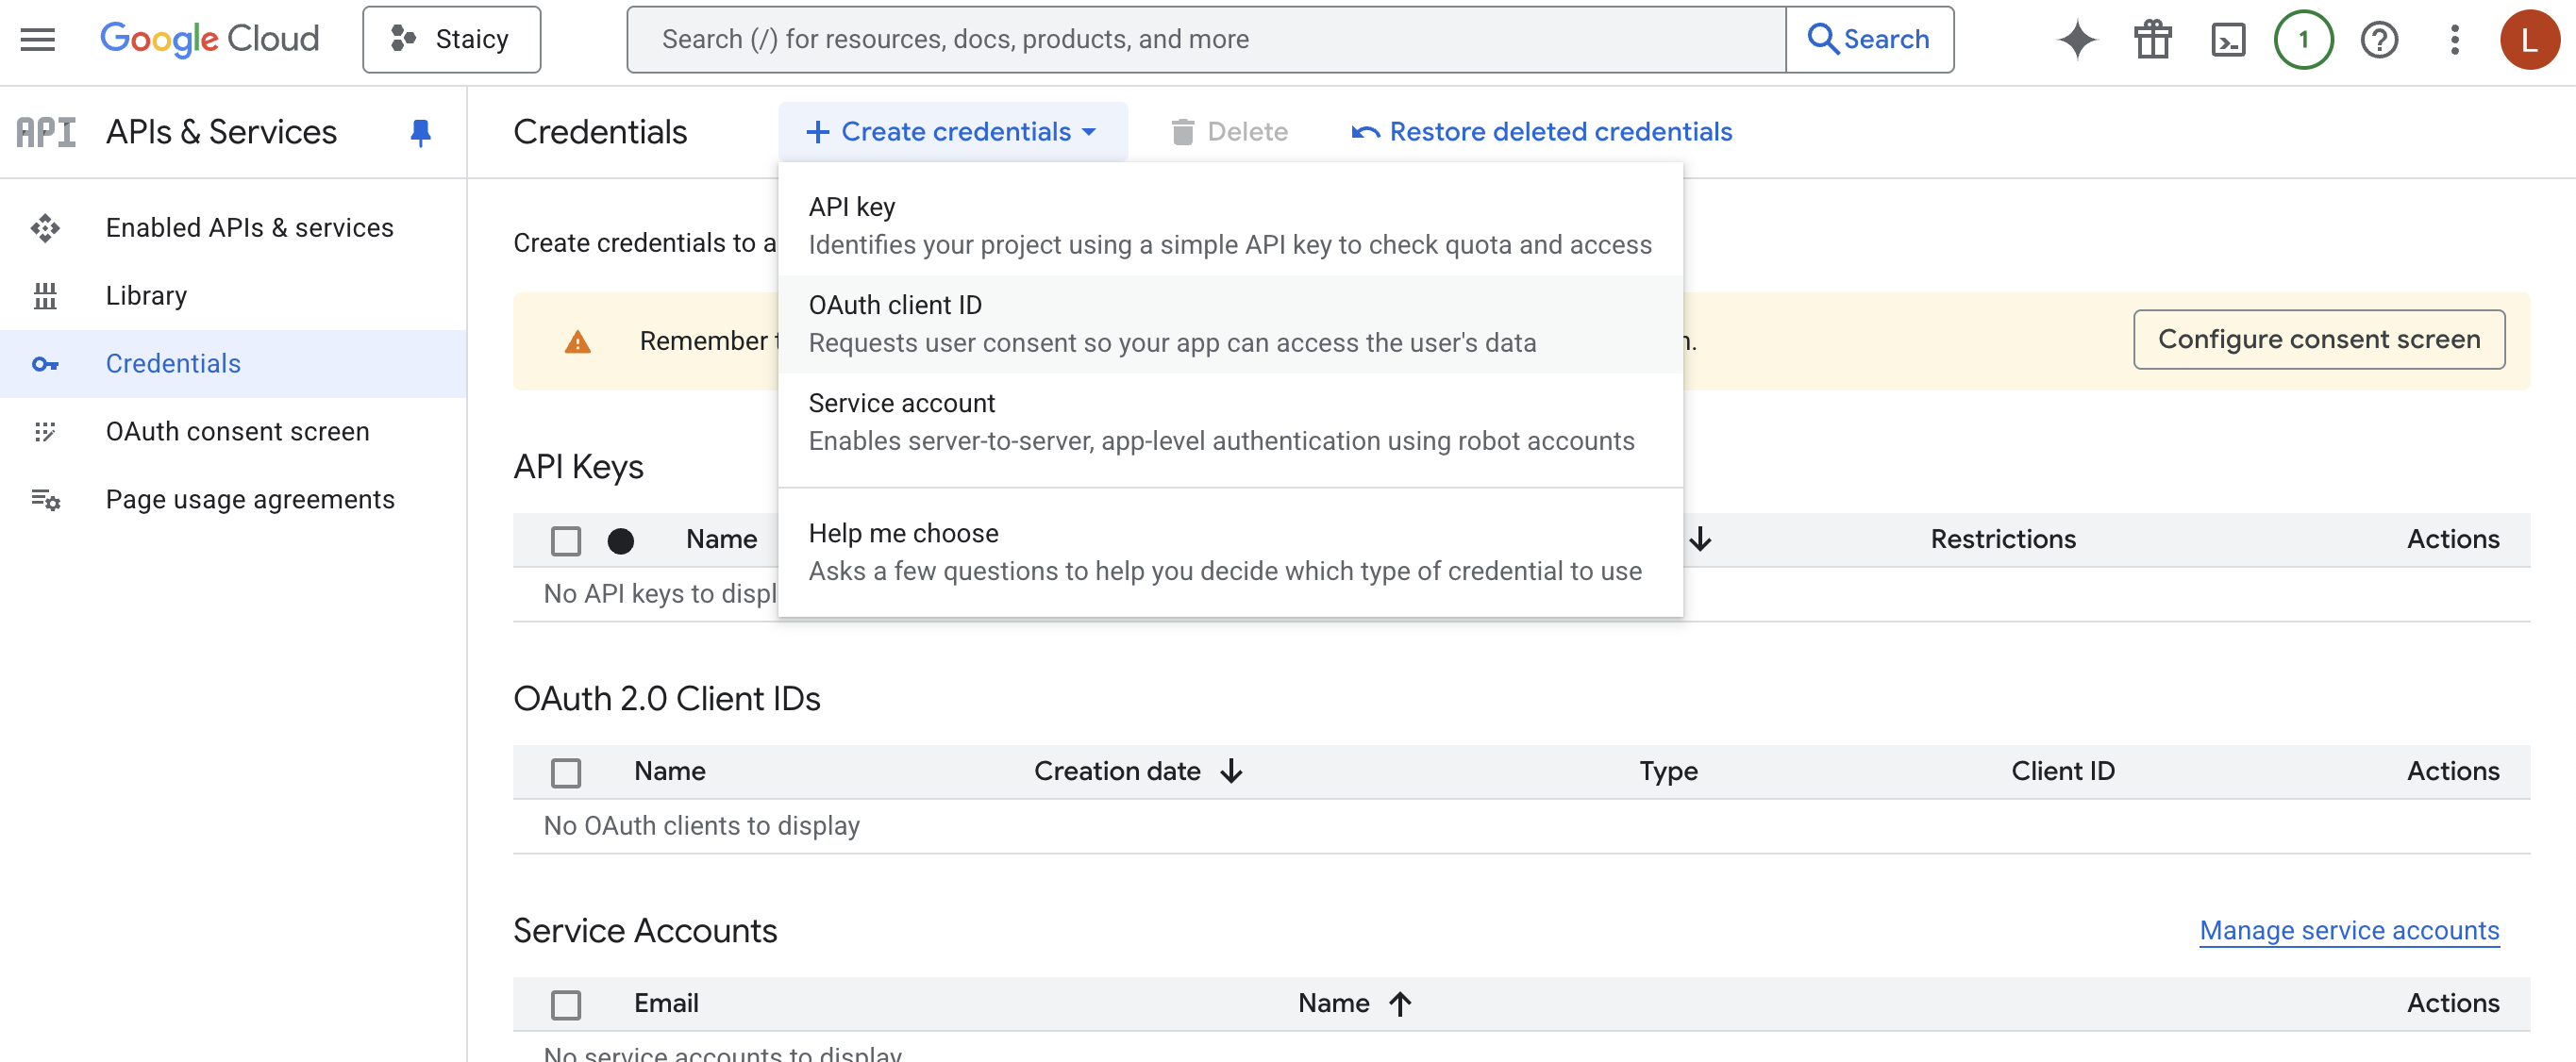 Google Cloud
Staicy
Search (/) for resources, docs, products, and more
Search
1
?
L
API
APIs & Services
Credentials
Create credentials
Delete
Restore deleted credentials
Enabled APIs & services
Library
Credentials
OAuth consent screen
Page usage agreements
Create credentials to a
API key
Identifies your project using a simple API key to check quota and access
OAuth client ID
Requests user consent so your app can access the user's data
Service account
Enables server-to-server, app-level authentication using robot accounts
Help me choose
Asks a few questions to help you decide which type of credential to use
Remember
Configure consent screen
API Keys
Name Restrictions Actions
No API keys to displ
OAuth 2.0 Client IDs
Name Creation date Type Client ID Actions
No OAuth clients to display
Service Accounts
Manage service accounts
Email Name Actions
No service accounts to display